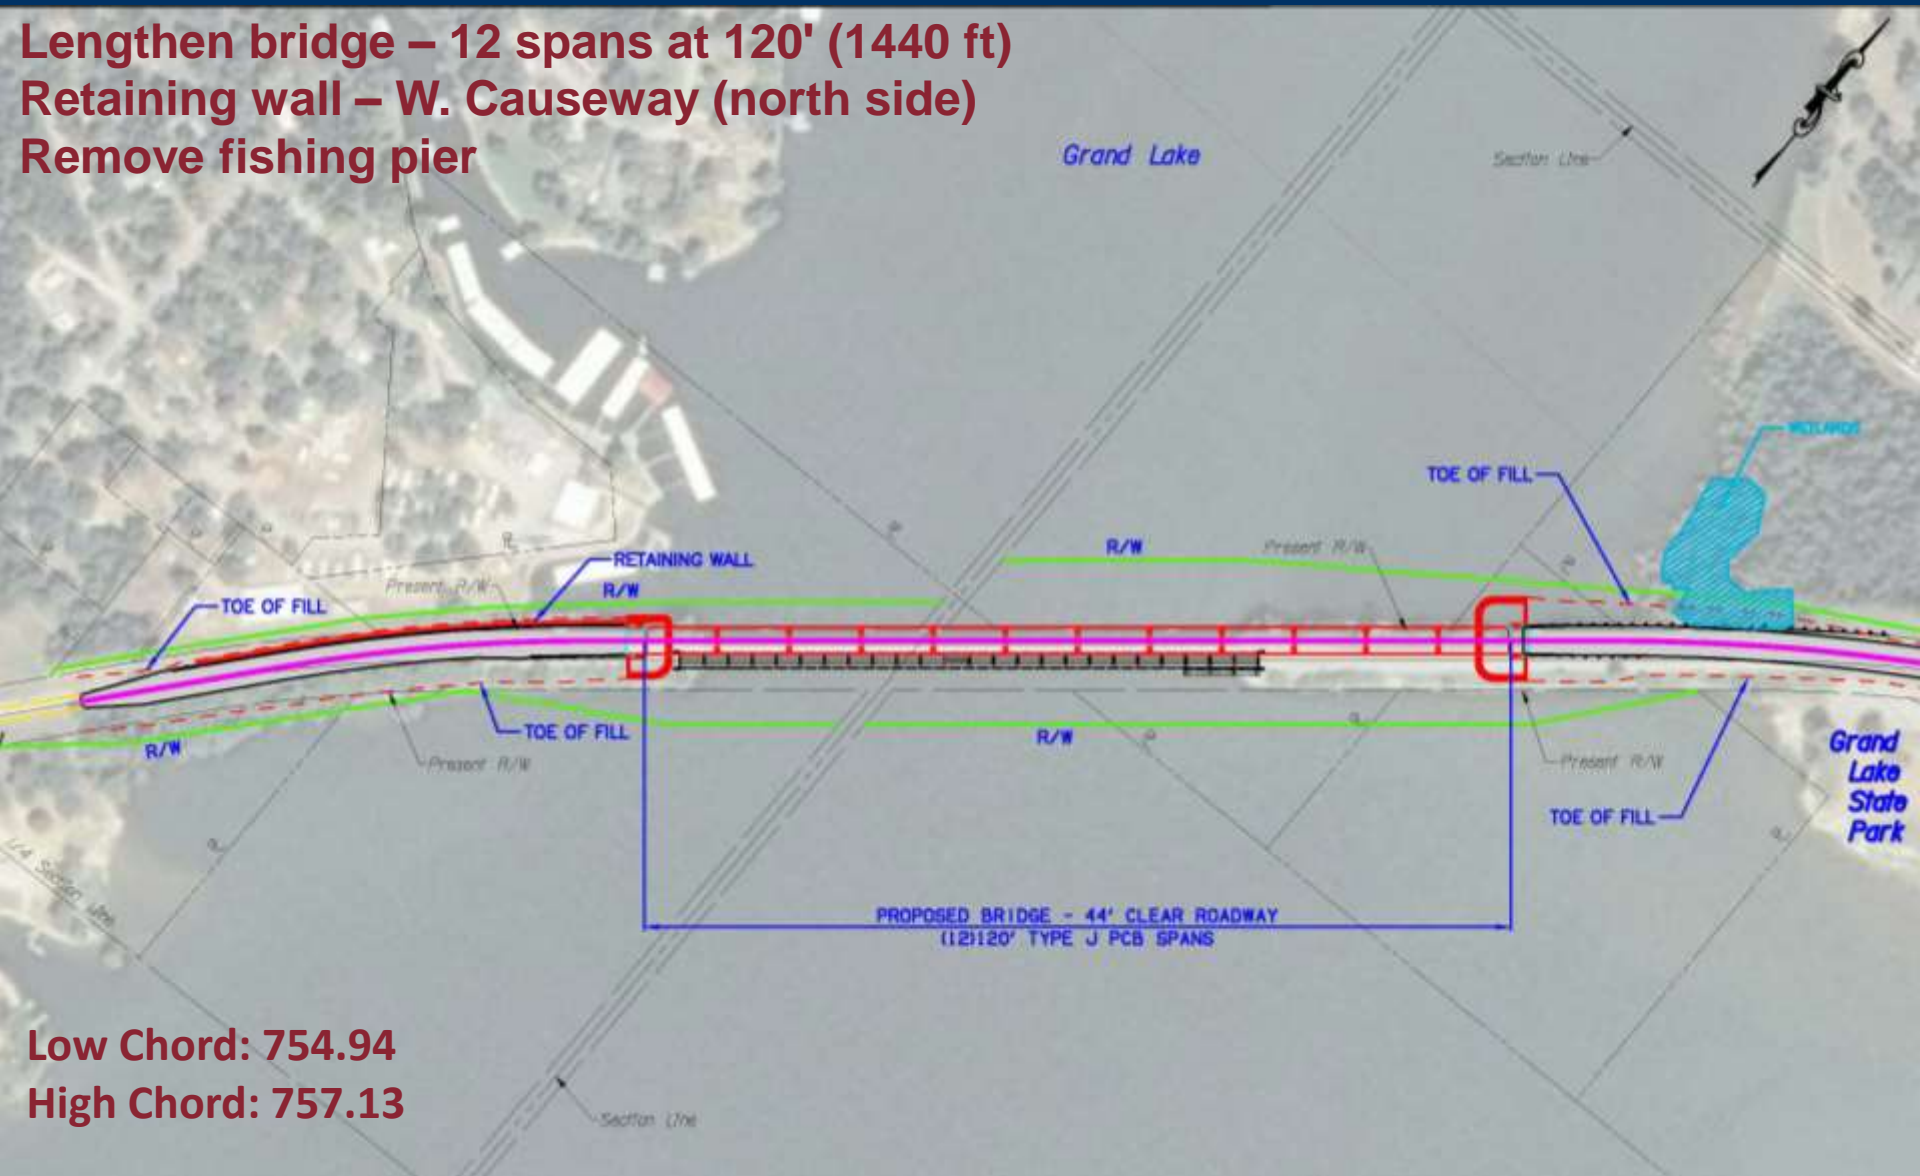 Lengthen bridge – 12 spans at 120' (1440 ft)
Retaining wall – W. Causeway (north side)
Remove fishing pier
Grand Lake
Section Line
WETLANDS
TOE OF FILL
R/W
Present R/W
RETAINING WALL
R/W
Present R/W
TOE OF FILL
TOE OF FILL
R/W
Present R/W
R/W
Present R/W
TOE OF FILL
Grand
Lake
State
Park
1/4 Section Line
PROPOSED BRIDGE - 44' CLEAR ROADWAY
(12)120' TYPE J PCB SPANS
Low Chord: 754.94
High Chord: 757.13
Section Line